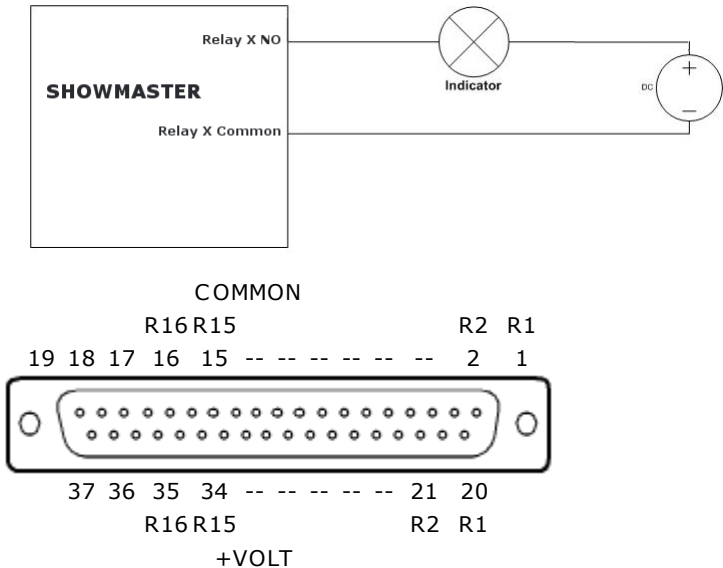 Relay X NO
SHOWMASTER
Indicator
DC
+
—
Relay X Common
COMMON
R16 R15 R2 R1
19 18 17 16 15 -- -- -- -- -- -- 2 1
37 36 35 34 -- -- -- -- -- 21 20
R16 R15 R2 R1
+VOLT